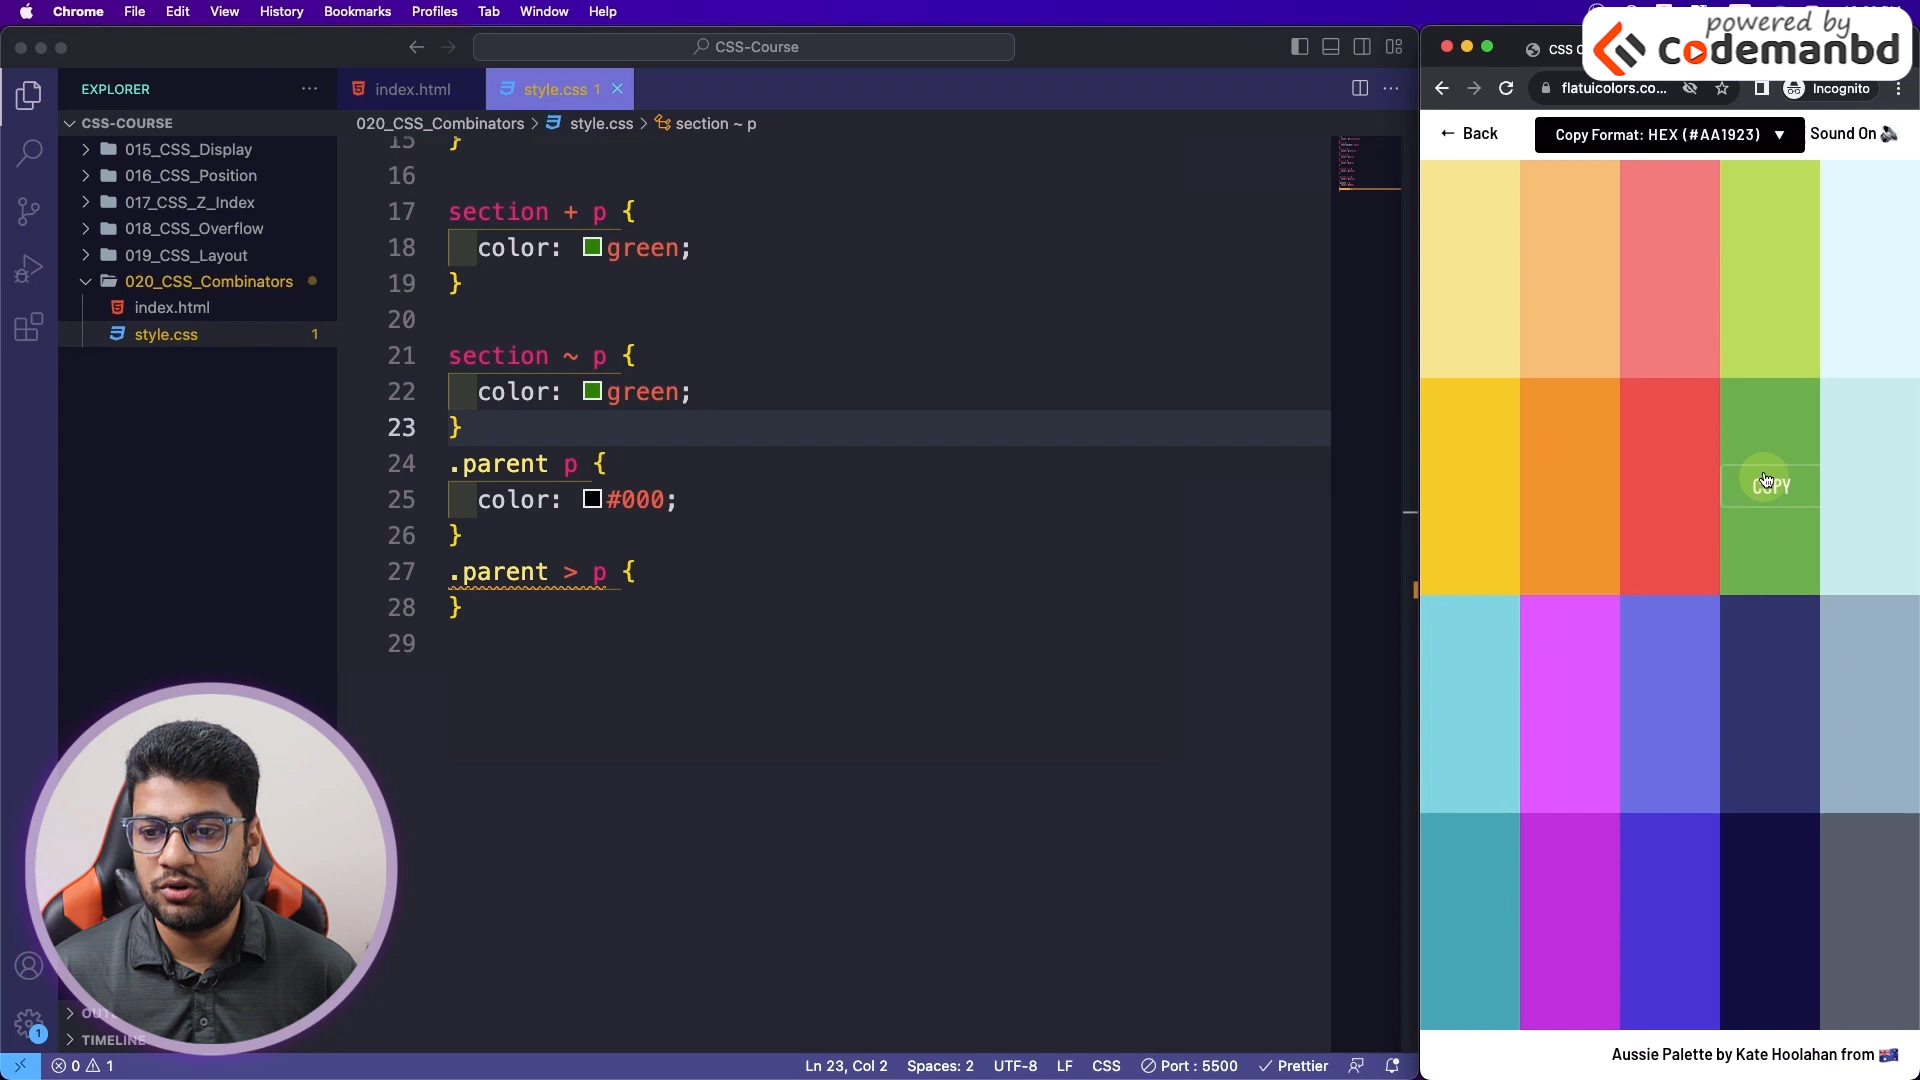 Chrome File Edit View History Bookmarks Profiles Tab Window Help
powered by
Codemanbd
CSS-Course
EXPLORER
index.html
style.css 1
CSS-COURSE
020_CSS_Combinators > style.css > section ~ p
015_CSS_Display
016_CSS_Position
017_CSS_Z_Index
018_CSS_Overflow
019_CSS_Layout
020_CSS_Combinators
index.html
style.css 1
15 }
16
17 section + p {
18 color: green;
19 }
20
21 section ~ p {
22 color: green;
23 }
24 .parent p {
25 color: #000;
26 }
27 .parent > p {
28 }
29
TIMELINE
1
0 1
Ln 23, Col 2 Spaces: 2 UTF-8 LF CSS Port : 5500 Prettier
CSS
flatuicolors.co... Incognito
← Back
Copy Format: HEX (#AA1923) ▼
Sound On
COPY
Aussie Palette by Kate Hoolahan from